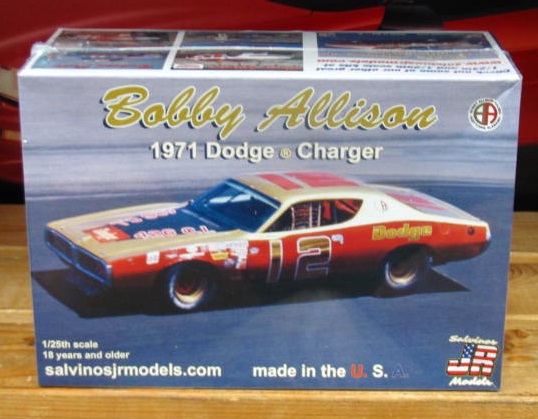 Bobby Allison
1971 Dodge ® Charger
Dodge
12
1/25th scale
18 years and older
salvinosjrmodels.com
made in the U. S. A.
Salvinos
JR
Models